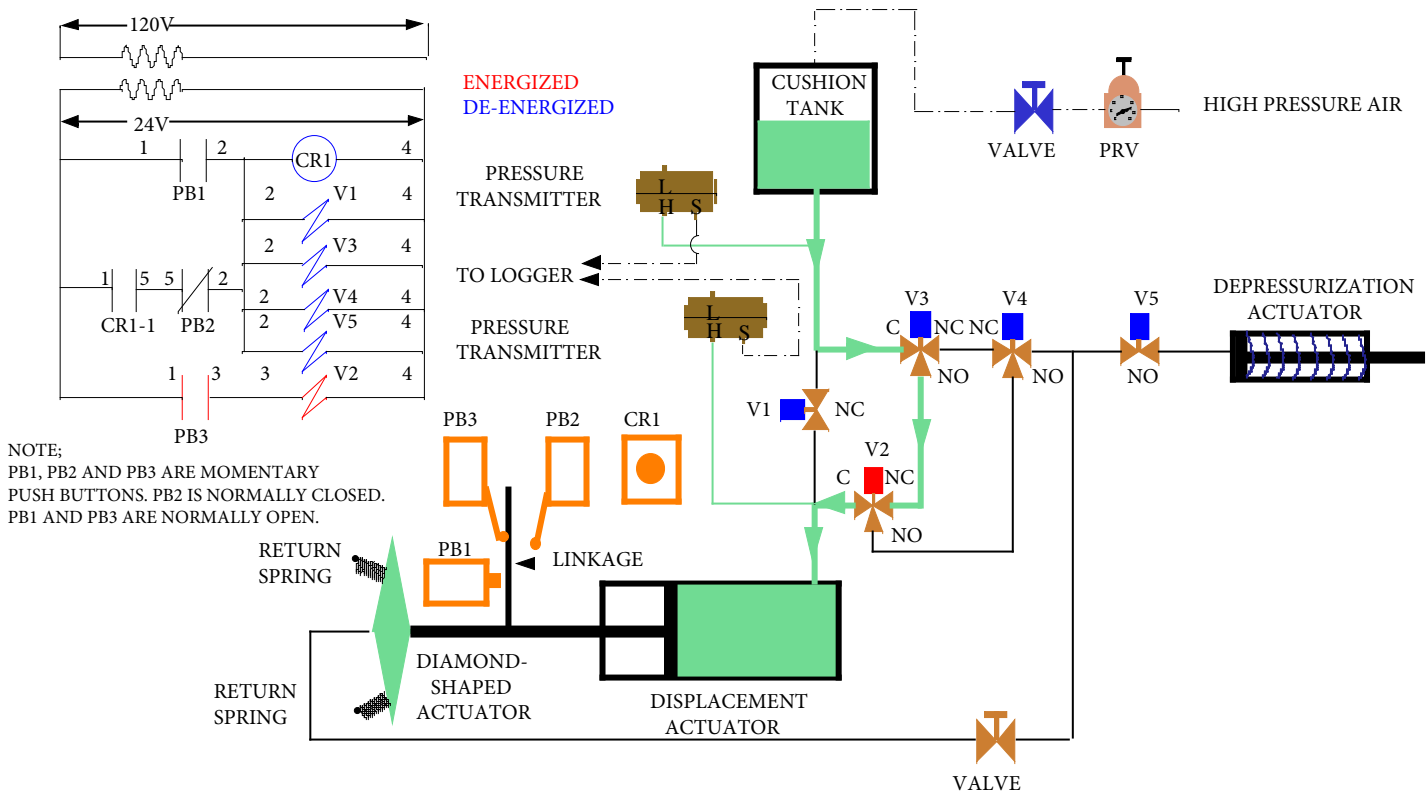 120V
24V
ENERGIZED
DE-ENERGIZED
1 2 CR1 4
PB1
2 V1 4
2 V3 4
1 5 5 2
2 V4 4
CR1-1 PB2
2 V5 4
1 3 3 V2 4
PB3
NOTE;
PB1, PB2 AND PB3 ARE MOMENTARY
PUSH BUTTONS. PB2 IS NORMALLY CLOSED.
PB1 AND PB3 ARE NORMALLY OPEN.
CUSHION
TANK
VALVE
PRV
HIGH PRESSURE AIR
PRESSURE
TRANSMITTER
L
H S
TO LOGGER
PRESSURE
TRANSMITTER
L
H S
V3
C NC
NO
V4
NC
NO
V5
NO
DEPRESSURIZATION
ACTUATOR
V1 NC
V2
C NC
NO
PB3
PB2
CR1
PB1
LINKAGE
RETURN
SPRING
RETURN
SPRING
DIAMOND-
SHAPED
ACTUATOR
DISPLACEMENT
ACTUATOR
VALVE